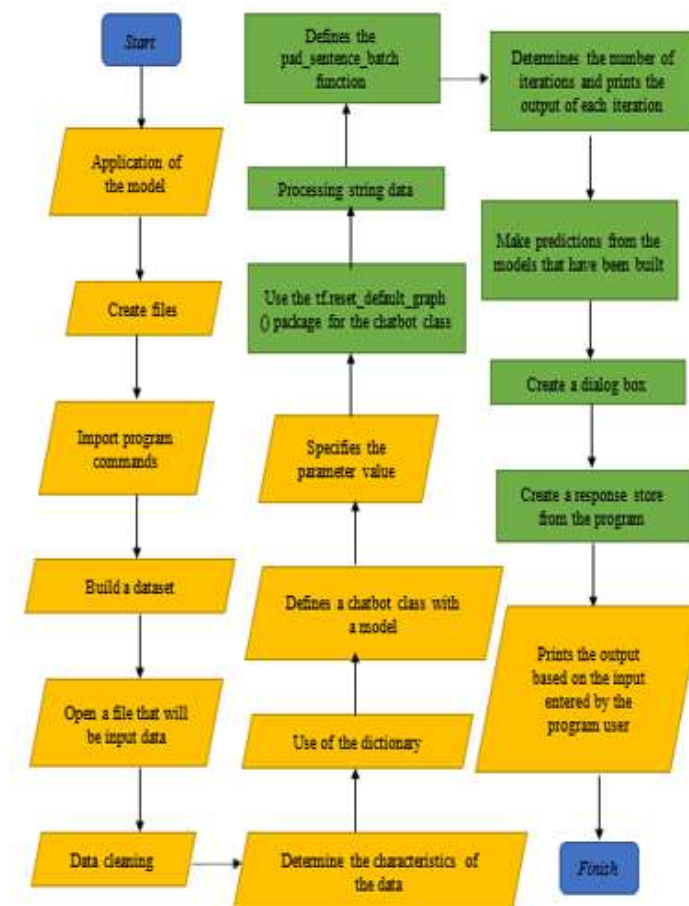 Start
Application of
the model
Create files
Import program
commands
Build a dataset
Open a file that will
be input data
Data cleaning
Determine the characteristics of
the data
Use of the dictionary
Defines a chatbot class with
a model
Specifies the
parameter value
Use the tf.reset_default_graph
() package for the chatbot class
Processing string data
Defines the
pad_sentence_batch
function
Determines the number of
iterations and prints the
output of each iteration
Make predictions from the
models that have been built
Create a dialog box
Create a response store
from the program
Prints the output
based on the input
entered by the
program user
Finish